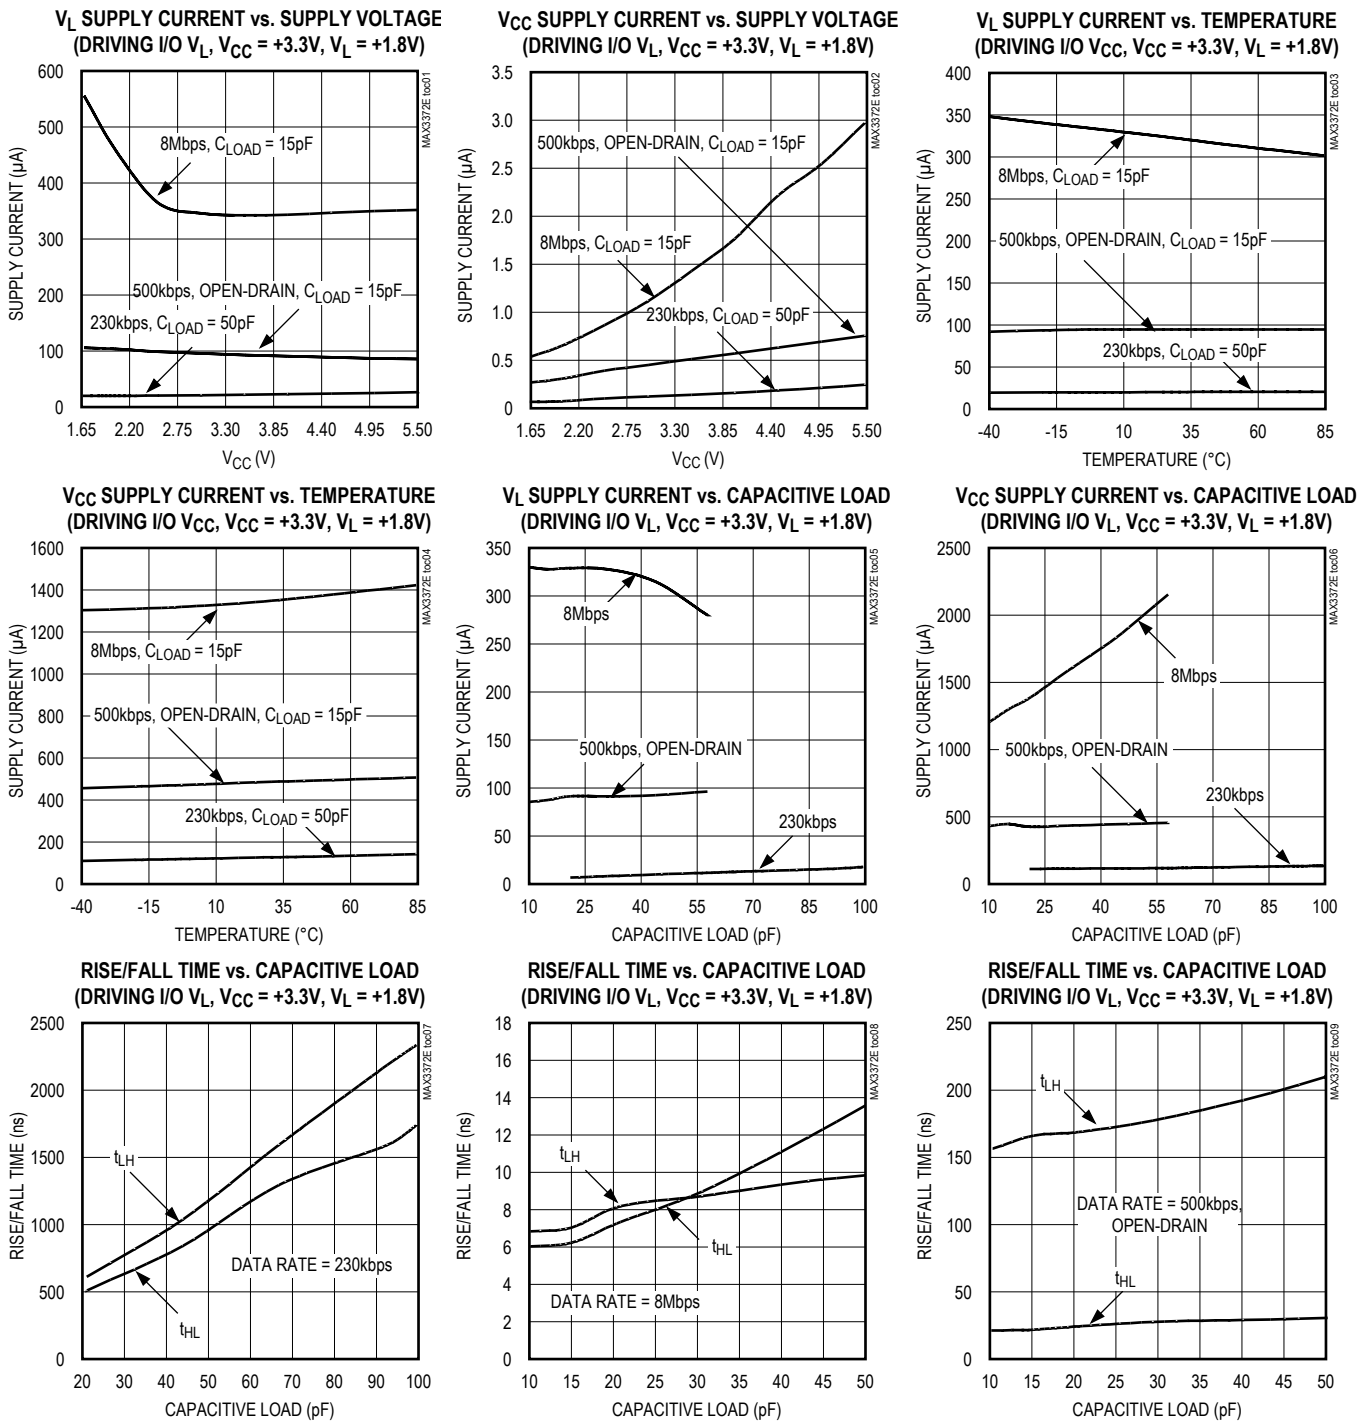 VL SUPPLY CURRENT vs. SUPPLY VOLTAGE
(DRIVING I/O VL, VCC = +3.3V, VL = +1.8V)
600
500
400
300
200
100
0
SUPPLY CURRENT (µA)
8Mbps, CLOAD = 15pF
500kbps, OPEN-DRAIN, CLOAD = 15pF
230kbps, CLOAD = 50pF
MAX3372E toc01
1.65 2.20 2.75 3.30 3.85 4.40 4.95 5.50
VCC (V)
VCC SUPPLY CURRENT vs. SUPPLY VOLTAGE
(DRIVING I/O VL, VCC = +3.3V, VL = +1.8V)
3.5
3.0
2.5
2.0
1.5
1.0
0.5
0
SUPPLY CURRENT (µA)
500kbps, OPEN-DRAIN, CLOAD = 15pF
8Mbps, CLOAD = 15pF
230kbps, CLOAD = 50pF
MAX3372E toc02
1.65 2.20 2.75 3.30 3.85 4.40 4.95 5.50
VCC (V)
VL SUPPLY CURRENT vs. TEMPERATURE
(DRIVING I/O VCC, VCC = +3.3V, VL = +1.8V)
400
350
300
250
200
150
100
50
0
SUPPLY CURRENT (µA)
8Mbps, CLOAD = 15pF
500kbps, OPEN-DRAIN, CLOAD = 15pF
230kbps, CLOAD = 50pF
MAX3372E toc03
-40 -15 10 35 60 85
TEMPERATURE (°C)
VCC SUPPLY CURRENT vs. TEMPERATURE
(DRIVING I/O VCC, VCC = +3.3V, VL = +1.8V)
1600
1400
1200
1000
800
600
400
200
0
SUPPLY CURRENT (µA)
8Mbps, CLOAD = 15pF
500kbps, OPEN-DRAIN, CLOAD = 15pF
230kbps, CLOAD = 50pF
MAX3372E toc04
-40 -15 10 35 60 85
TEMPERATURE (°C)
VL SUPPLY CURRENT vs. CAPACITIVE LOAD
(DRIVING I/O VL, VCC = +3.3V, VL = +1.8V)
350
300
250
200
150
100
50
0
SUPPLY CURRENT (µA)
8Mbps
500kbps, OPEN-DRAIN
230kbps
MAX3372E toc05
10 25 40 55 70 85 100
CAPACITIVE LOAD (pF)
VCC SUPPLY CURRENT vs. CAPACITIVE LOAD
(DRIVING I/O VL, VCC = +3.3V, VL = +1.8V)
2500
2000
1500
1000
500
0
SUPPLY CURRENT (µA)
8Mbps
500kbps, OPEN-DRAIN
230kbps
MAX3372E toc06
10 25 40 55 70 85 100
CAPACITIVE LOAD (pF)
RISE/FALL TIME vs. CAPACITIVE LOAD
(DRIVING I/O VL, VCC = +3.3V, VL = +1.8V)
2500
2000
1500
1000
500
0
RISE/FALL TIME (ns)
tLH
DATA RATE = 230kbps
tHL
MAX3372E toc07
20 30 40 50 60 70 80 90 100
CAPACITIVE LOAD (pF)
RISE/FALL TIME vs. CAPACITIVE LOAD
(DRIVING I/O VL, VCC = +3.3V, VL = +1.8V)
18
16
14
12
10
8
6
4
2
0
RISE/FALL TIME (ns)
tLH
tHL
DATA RATE = 8Mbps
MAX3372E toc08
10 15 20 25 30 35 40 45 50
CAPACITIVE LOAD (pF)
RISE/FALL TIME vs. CAPACITIVE LOAD
(DRIVING I/O VL, VCC = +3.3V, VL = +1.8V)
250
200
150
100
50
0
RISE/FALL TIME (ns)
tLH
DATA RATE = 500kbps,
OPEN-DRAIN
tHL
MAX3372E toc09
10 15 20 25 30 35 40 45 50
CAPACITIVE LOAD (pF)